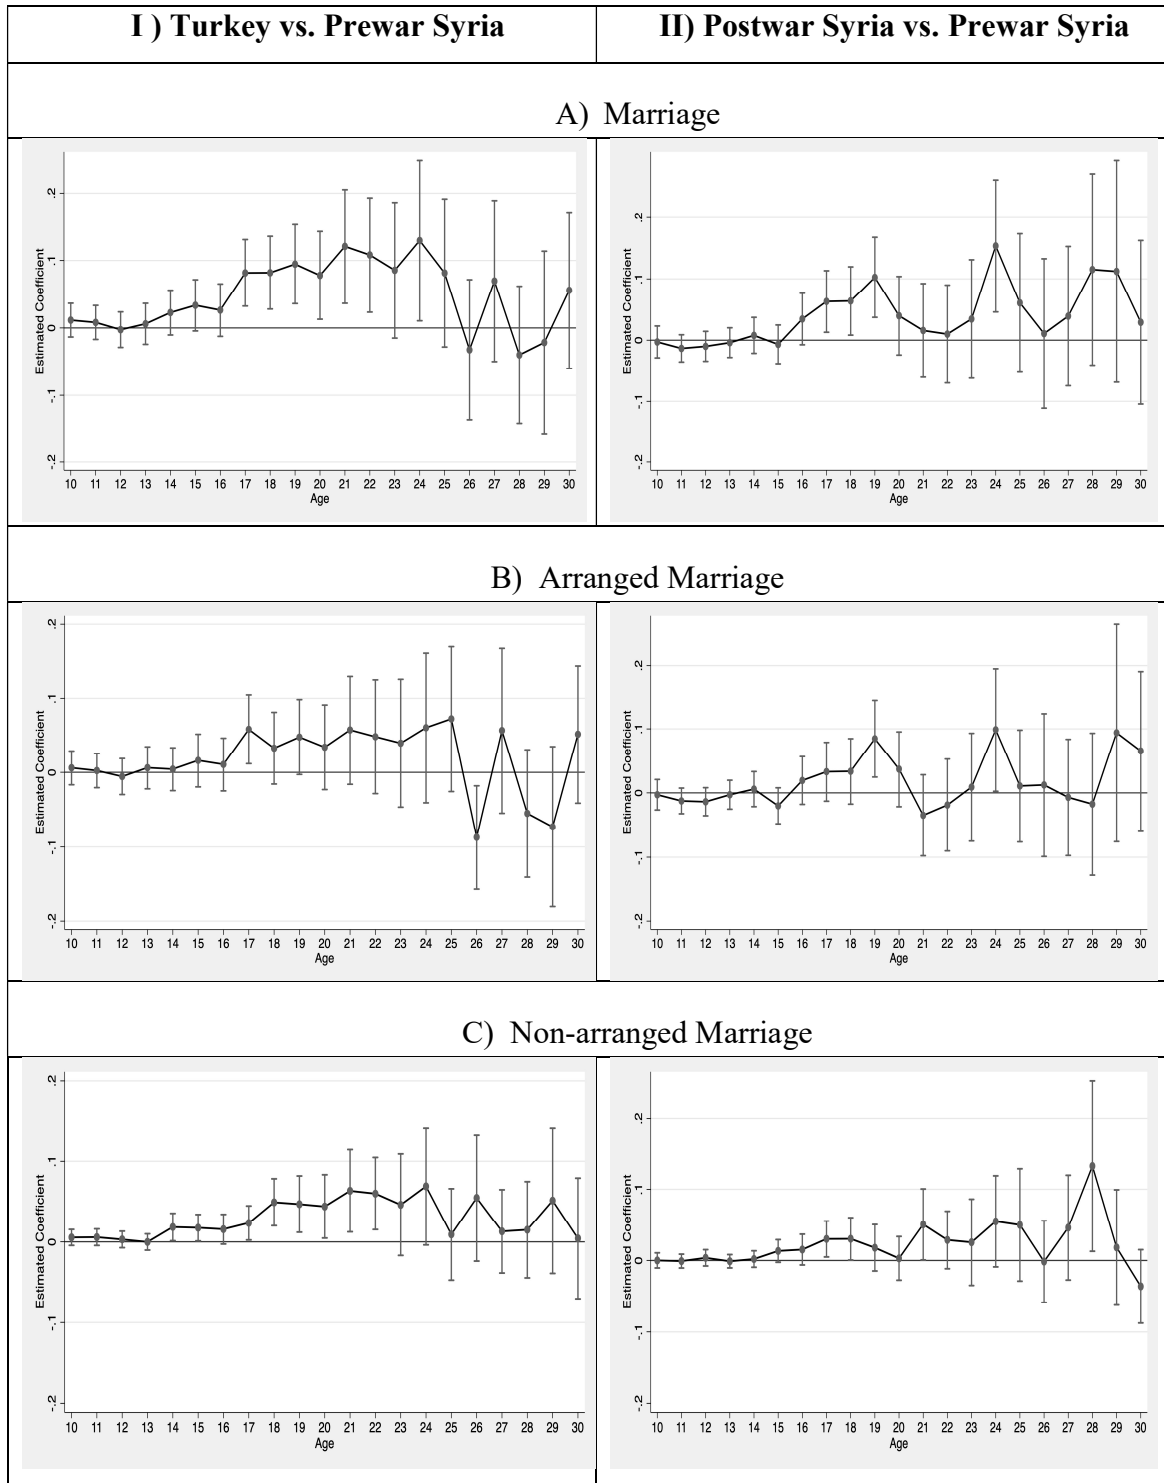 I ) Turkey vs. Prewar Syria
II) Postwar Syria vs. Prewar Syria
A) Marriage
Estimated Coefficient
.2
.1
0
-.1
-.2
10 11 12 13 14 15 16 17 18 19 20 21 22 23 24 25 26 27 28 29 30
Age
Estimated Coefficient
.2
.1
0
-.1
-.2
10 11 12 13 14 15 16 17 18 19 20 21 22 23 24 25 26 27 28 29 30
Age
B) Arranged Marriage
Estimated Coefficient
.2
.1
0
-.1
-.2
10 11 12 13 14 15 16 17 18 19 20 21 22 23 24 25 26 27 28 29 30
Age
Estimated Coefficient
.2
.1
0
-.1
-.2
10 11 12 13 14 15 16 17 18 19 20 21 22 23 24 25 26 27 28 29 30
Age
C) Non-arranged Marriage
Estimated Coefficient
.2
.1
0
-.1
-.2
10 11 12 13 14 15 16 17 18 19 20 21 22 23 24 25 26 27 28 29 30
Age
Estimated Coefficient
.2
.1
0
-.1
-.2
10 11 12 13 14 15 16 17 18 19 20 21 22 23 24 25 26 27 28 29 30
Age